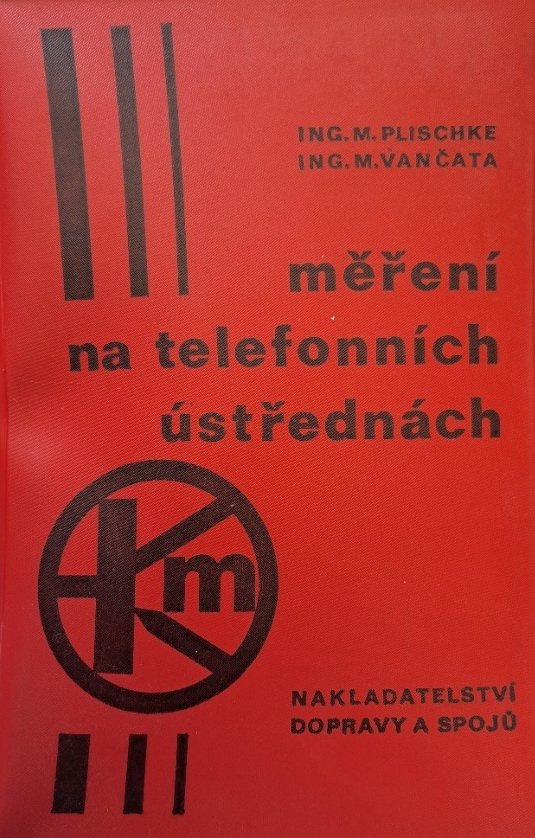 ING. M. PLISCHKE
ING. M. VANČATA
měření
na telefonních
ústřednách
Km
NAKLADATELSTVÍ
DOPRAVY A SPOJŮ